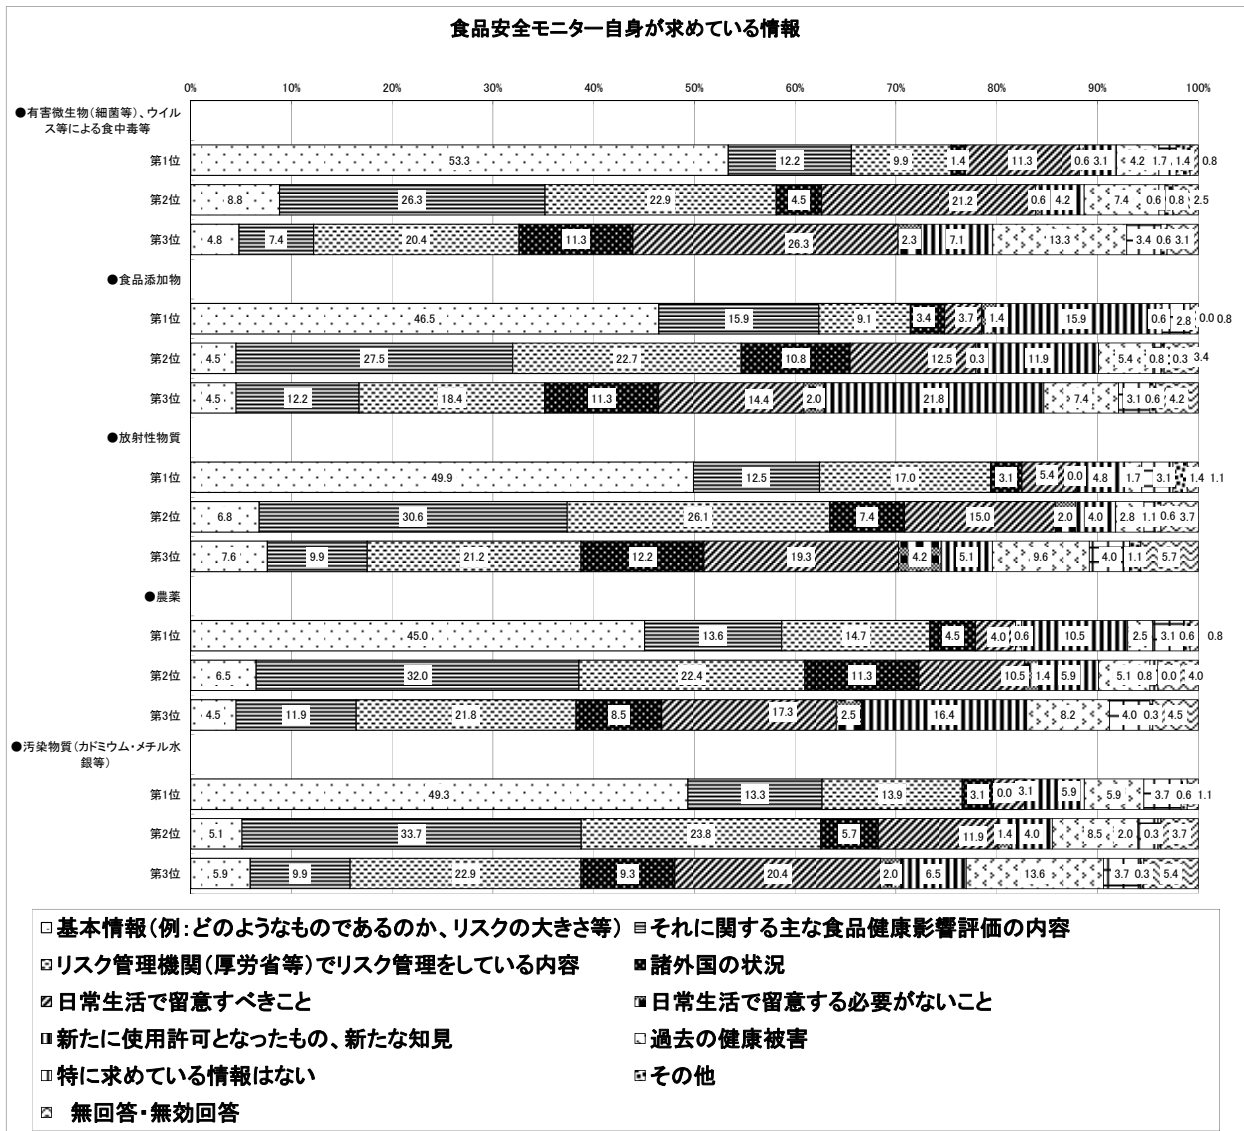 食品安全モニター自身が求めている情報
0% 10% 20% 30% 40% 50% 60% 70% 80% 90% 100%
●有害微生物(細菌等)、ウイル
ス等による食中毒等
第1位 53.3 12.2 9.9 1.4 11.3 0.6 3.1 4.2 1.7 1.4 0.8
第2位 8.8 26.3 22.9 4.5 21.2 0.6 4.2 7.4 0.6 0.8 2.5
第3位 4.8 7.4 20.4 11.3 26.3 2.3 7.1 13.3 3.4 0.6 3.1
●食品添加物
第1位 46.5 15.9 9.1 3.4 3.7 1.4 15.9 0.6 2.8 0.0 0.8
第2位 4.5 27.5 22.7 10.8 12.5 0.3 11.9 5.4 0.8 0.3 3.4
第3位 4.5 12.2 18.4 11.3 14.4 2.0 21.8 7.4 3.1 0.6 4.2
●放射性物質
第1位 49.9 12.5 17.0 3.1 5.4 0.0 4.8 1.7 3.1 1.4 1.1
第2位 6.8 30.6 26.1 7.4 15.0 2.0 4.0 2.8 1.1 0.6 3.7
第3位 7.6 9.9 21.2 12.2 19.3 4.2 5.1 9.6 4.0 1.1 5.7
●農薬
第1位 45.0 13.6 14.7 4.5 4.0 0.6 10.5 2.5 3.1 0.6 0.8
第2位 6.5 32.0 22.4 11.3 10.5 1.4 5.9 5.1 0.8 0.0 4.0
第3位 4.5 11.9 21.8 8.5 17.3 2.5 16.4 8.2 4.0 0.3 4.5
●汚染物質(カドミウム・メチル水
銀等)
第1位 49.3 13.3 13.9 3.1 0.0 3.1 5.9 5.9 3.7 0.6 1.1
第2位 5.1 33.7 23.8 5.7 11.9 1.4 4.0 8.5 2.0 0.3 3.7
第3位 5.9 9.9 22.9 9.3 20.4 2.0 6.5 13.6 3.7 0.3 5.4
基本情報(例:どのようなものであるのか、リスクの大きさ等) それに関する主な食品健康影響評価の内容
リスク管理機関(厚労省等)でリスク管理をしている内容 諸外国の状況
日常生活で留意すべきこと 日常生活で留意する必要がないこと
新たに使用許可となったもの、新たな知見 過去の健康被害
特に求めている情報はない その他
無回答・無効回答